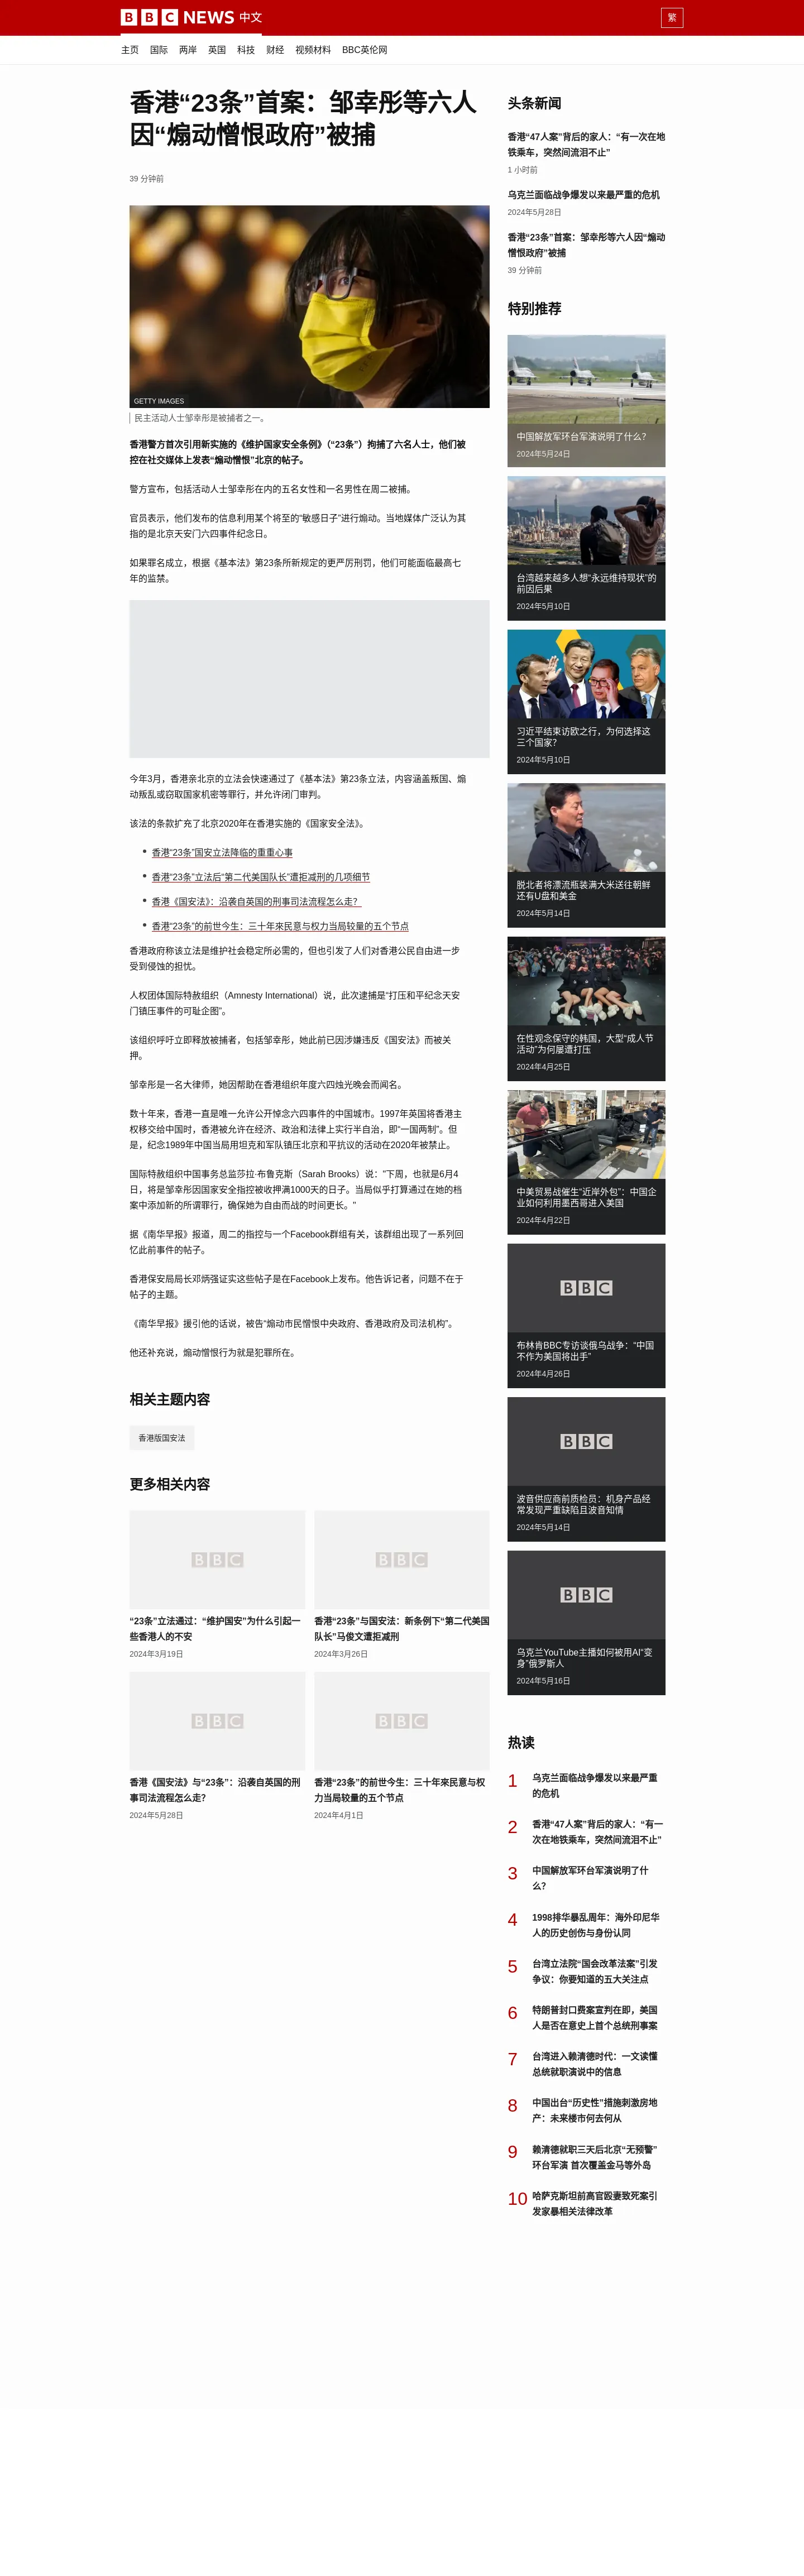 BBC NEWS 中文
繁
主页 国际 两岸 英国 科技 财经 视频材料 BBC英伦网
香港“23条”首案：邹幸彤等六人
因“煽动憎恨政府”被捕
39 分钟前
GETTY IMAGES
民主活动人士邹幸彤是被捕者之一。
香港警方首次引用新实施的《维护国家安全条例》（“23条”）拘捕了六名人士，他们被
控在社交媒体上发表“煽动憎恨”北京的帖子。
警方宣布，包括活动人士邹幸彤在内的五名女性和一名男性在周二被捕。
官员表示，他们发布的信息利用某个将至的“敏感日子”进行煽动。当地媒体广泛认为其
指的是北京天安门六四事件纪念日。
如果罪名成立，根据《基本法》第23条所新规定的更严厉刑罚，他们可能面临最高七
年的监禁。
今年3月，香港亲北京的立法会快速通过了《基本法》第23条立法，内容涵盖叛国、煽
动叛乱或窃取国家机密等罪行，并允许闭门审判。
该法的条款扩充了北京2020年在香港实施的《国家安全法》。
香港“23条”国安立法降临的重重心事
香港“23条”立法后“第二代美国队长”遭拒减刑的几项细节
香港《国安法》：沿袭自英国的刑事司法流程怎么走？
香港“23条”的前世今生：三十年來民意与权力当局较量的五个节点
香港政府称该立法是维护社会稳定所必需的，但也引发了人们对香港公民自由进一步
受到侵蚀的担忧。
人权团体国际特赦组织（Amnesty International）说，此次逮捕是“打压和平纪念天安
门镇压事件的可耻企图”。
该组织呼吁立即释放被捕者，包括邹幸彤，她此前已因涉嫌违反《国安法》而被关
押。
邹幸彤是一名大律师，她因帮助在香港组织年度六四烛光晚会而闻名。
数十年来，香港一直是唯一允许公开悼念六四事件的中国城市。1997年英国将香港主
权移交给中国时，香港被允许在经济、政治和法律上实行半自治，即“一国两制”。但
是，纪念1989年中国当局用坦克和军队镇压北京和平抗议的活动在2020年被禁止。
国际特赦组织中国事务总监莎拉·布鲁克斯（Sarah Brooks）说："下周，也就是6月4
日，将是邹幸彤因国家安全指控被收押满1000天的日子。当局似乎打算通过在她的档
案中添加新的所谓罪行，确保她为自由而战的时间更长。"
据《南华早报》报道，周二的指控与一个Facebook群组有关，该群组出现了一系列回
忆此前事件的帖子。
香港保安局局长邓炳强证实这些帖子是在Facebook上发布。他告诉记者，问题不在于
帖子的主题。
《南华早报》援引他的话说，被告“煽动市民憎恨中央政府、香港政府及司法机构”。
他还补充说，煽动憎恨行为就是犯罪所在。
相关主题内容
香港版国安法
更多相关内容
BBC
“23条”立法通过：“维护国安”为什么引起一
些香港人的不安
2024年3月19日
BBC
香港“23条”与国安法：新条例下“第二代美国
队长”马俊文遭拒减刑
2024年3月26日
BBC
香港《国安法》与“23条”：沿袭自英国的刑
事司法流程怎么走？
2024年5月28日
BBC
香港“23条”的前世今生：三十年來民意与权
力当局较量的五个节点
2024年4月1日
头条新闻
香港“47人案”背后的家人：“有一次在地
铁乘车，突然间流泪不止”
1 小时前
乌克兰面临战争爆发以来最严重的危机
2024年5月28日
香港“23条”首案：邹幸彤等六人因“煽动
憎恨政府”被捕
39 分钟前
特别推荐
中国解放军环台军演说明了什么？
2024年5月24日
台湾越来越多人想“永远维持现状”的
前因后果
2024年5月10日
习近平结束访欧之行，为何选择这
三个国家？
2024年5月10日
脱北者将漂流瓶装满大米送往朝鲜
还有U盘和美金
2024年5月14日
在性观念保守的韩国，大型“成人节
活动”为何屡遭打压
2024年4月25日
中美贸易战催生“近岸外包”：中国企
业如何利用墨西哥进入美国
2024年4月22日
BBC
布林肯BBC专访谈俄乌战争：“中国
不作为美国将出手”
2024年4月26日
BBC
波音供应商前质检员：机身产品经
常发现严重缺陷且波音知情
2024年5月14日
BBC
乌克兰YouTube主播如何被用AI“变
身”俄罗斯人
2024年5月16日
热读
1 乌克兰面临战争爆发以来最严重
的危机
2 香港“47人案”背后的家人：“有一
次在地铁乘车，突然间流泪不止”
3 中国解放军环台军演说明了什
么？
4 1998排华暴乱周年：海外印尼华
人的历史创伤与身份认同
5 台湾立法院“国会改革法案”引发
争议：你要知道的五大关注点
6 特朗普封口费案宣判在即，美国
人是否在意史上首个总统刑事案
7 台湾进入赖清德时代：一文读懂
总统就职演说中的信息
8 中国出台“历史性”措施刺激房地
产：未来楼市何去何从
9 赖清德就职三天后北京“无预警”
环台军演 首次覆盖金马等外岛
10 哈萨克斯坦前高官殴妻致死案引
发家暴相关法律改革